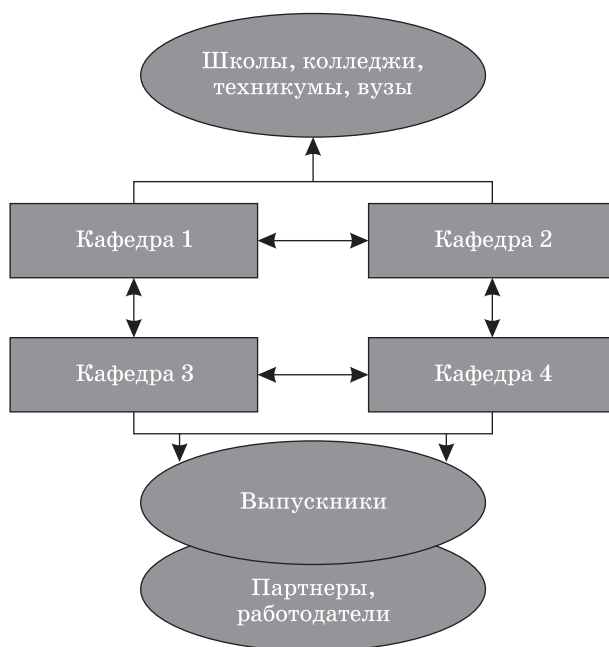 Школы, колледжи,
техникумы, вузы
Кафедра 1
Кафедра 2
Кафедра 3
Кафедра 4
Выпускники
Партнеры,
работодатели